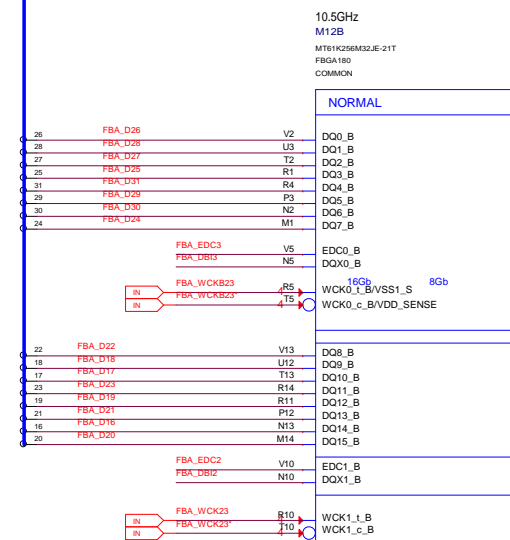 10.5GHz
M12B
MT61K256M32JE-21T
FBGA180
COMMON
NORMAL
26 FBA_D26 V2 DQ0_B
28 FBA_D28 U3 DQ1_B
27 FBA_D27 T2 DQ2_B
25 FBA_D25 R1 DQ3_B
31 FBA_D31 R4 DQ4_B
29 FBA_D29 P3 DQ5_B
30 FBA_D30 N2 DQ6_B
24 FBA_D24 M1 DQ7_B
FBA_EDC3 V5 EDC0_B
FBA_DBI3 N5 DQX0_B
16Gb 8Gb
IN FBA_WCKB23 4 R5 WCK0_t_B/VSS1_S
IN FBA_WCKB23* 4 T5 WCK0_c_B/VDD_SENSE
22 FBA_D22 V13 DQ8_B
18 FBA_D18 U12 DQ9_B
17 FBA_D17 T13 DQ10_B
23 FBA_D23 R14 DQ11_B
19 FBA_D19 R11 DQ12_B
21 FBA_D21 P12 DQ13_B
16 FBA_D16 N13 DQ14_B
20 FBA_D20 M14 DQ15_B
FBA_EDC2 V10 EDC1_B
FBA_DBI2 N10 DQX1_B
IN FBA_WCK23 4 R10 WCK1_t_B
IN FBA_WCK23* 4 T10 WCK1_c_B